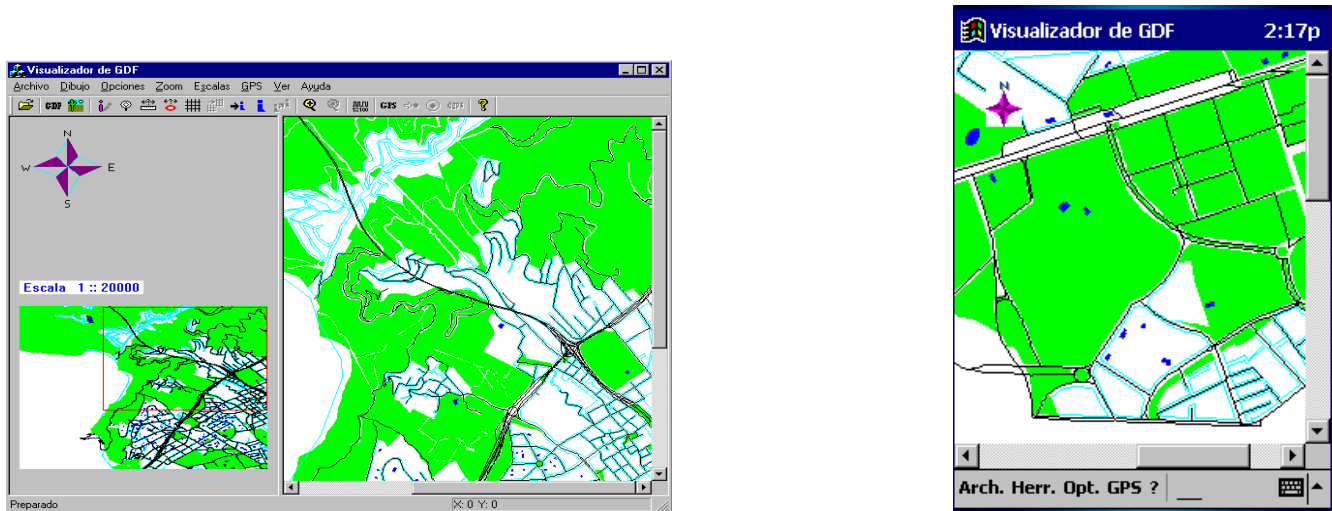 Visualizador de GDF
Archivo Dibujo Opciones Zoom Escalas GPS Ver Ayuda
GDF GPS
N
W E
S
Escala 1 :: 20000
Preparado X: 0 Y: 0
Visualizador de GDF 2:17p
N
Arch. Herr. Opt. GPS ?